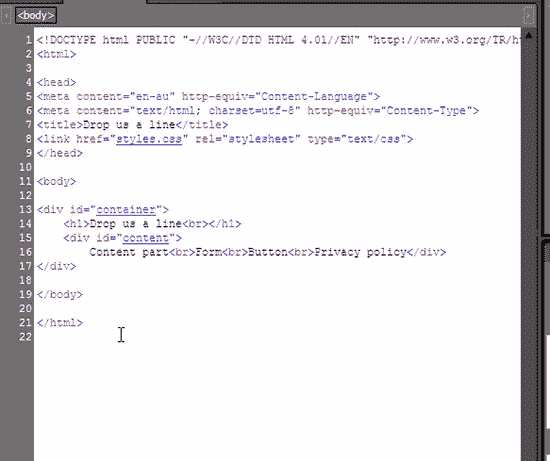 <body>
1 <!DOCTYPE html PUBLIC "-//W3C//DTD HTML 4.01//EN" "http://www.w3.org/TR/h
2 <html>
3
4 <head>
5 <meta content="en-au" http-equiv="Content-Language">
6 <meta content="text/html; charset=utf-8" http-equiv="Content-Type">
7 <title>Drop us a line</title>
8 <link href="styles.css" rel="stylesheet" type="text/css">
9 </head>
10
11 <body>
12
13 <div id="container">
14 <h1>Drop us a line<br></h1>
15 <div id="content">
16 Content part<br>Form<br>Button<br>Privacy policy</div>
17 </div>
18
19 </body>
20
21 </html>
22